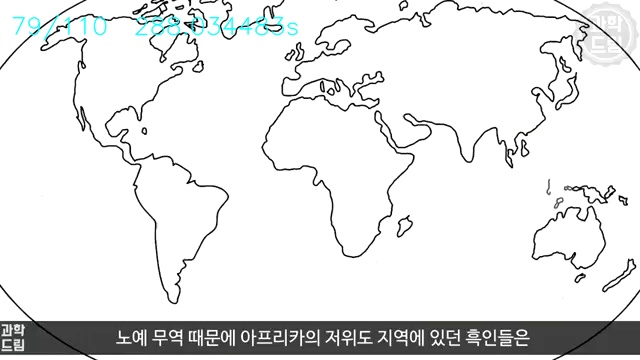 79/110 288.034483s
과학
드림
과학
드림
노예 무역 때문에 아프리카의 저위도 지역에 있던 흑인들은